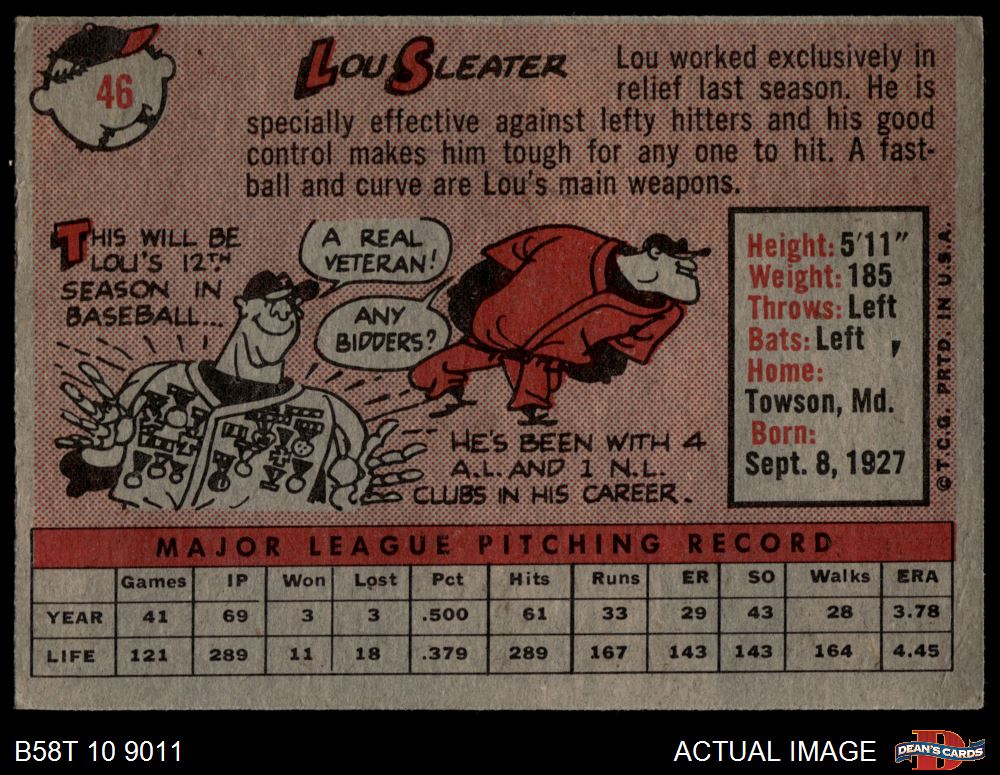 46
LOU SLEATER
Lou worked exclusively in
relief last season. He is
specially effective against lefty hitters and his good
control makes him tough for any one to hit. A fast-
ball and curve are Lou's main weapons.
THIS WILL BE
LOU'S 12TH
SEASON IN
BASEBALL...
A REAL
VETERAN!
ANY
BIDDERS?
HE'S BEEN WITH 4
A.L. AND 1 N.L.
CLUBS IN HIS CAREER.
Height: 5'11"
Weight: 185
Throws: Left
Bats: Left
Home:
Towson, Md.
Born:
Sept. 8, 1927
© T.C.G. PRTD. IN U.S.A.
MAJOR LEAGUE PITCHING RECORD
Games IP Won Lost Pct Hits Runs ER SO Walks ERA
YEAR 41 69 3 3 .500 61 33 29 43 28 3.78
LIFE 121 289 11 18 .379 289 167 143 143 164 4.45
B58T 10 9011
ACTUAL IMAGE
DEAN'S CARDS